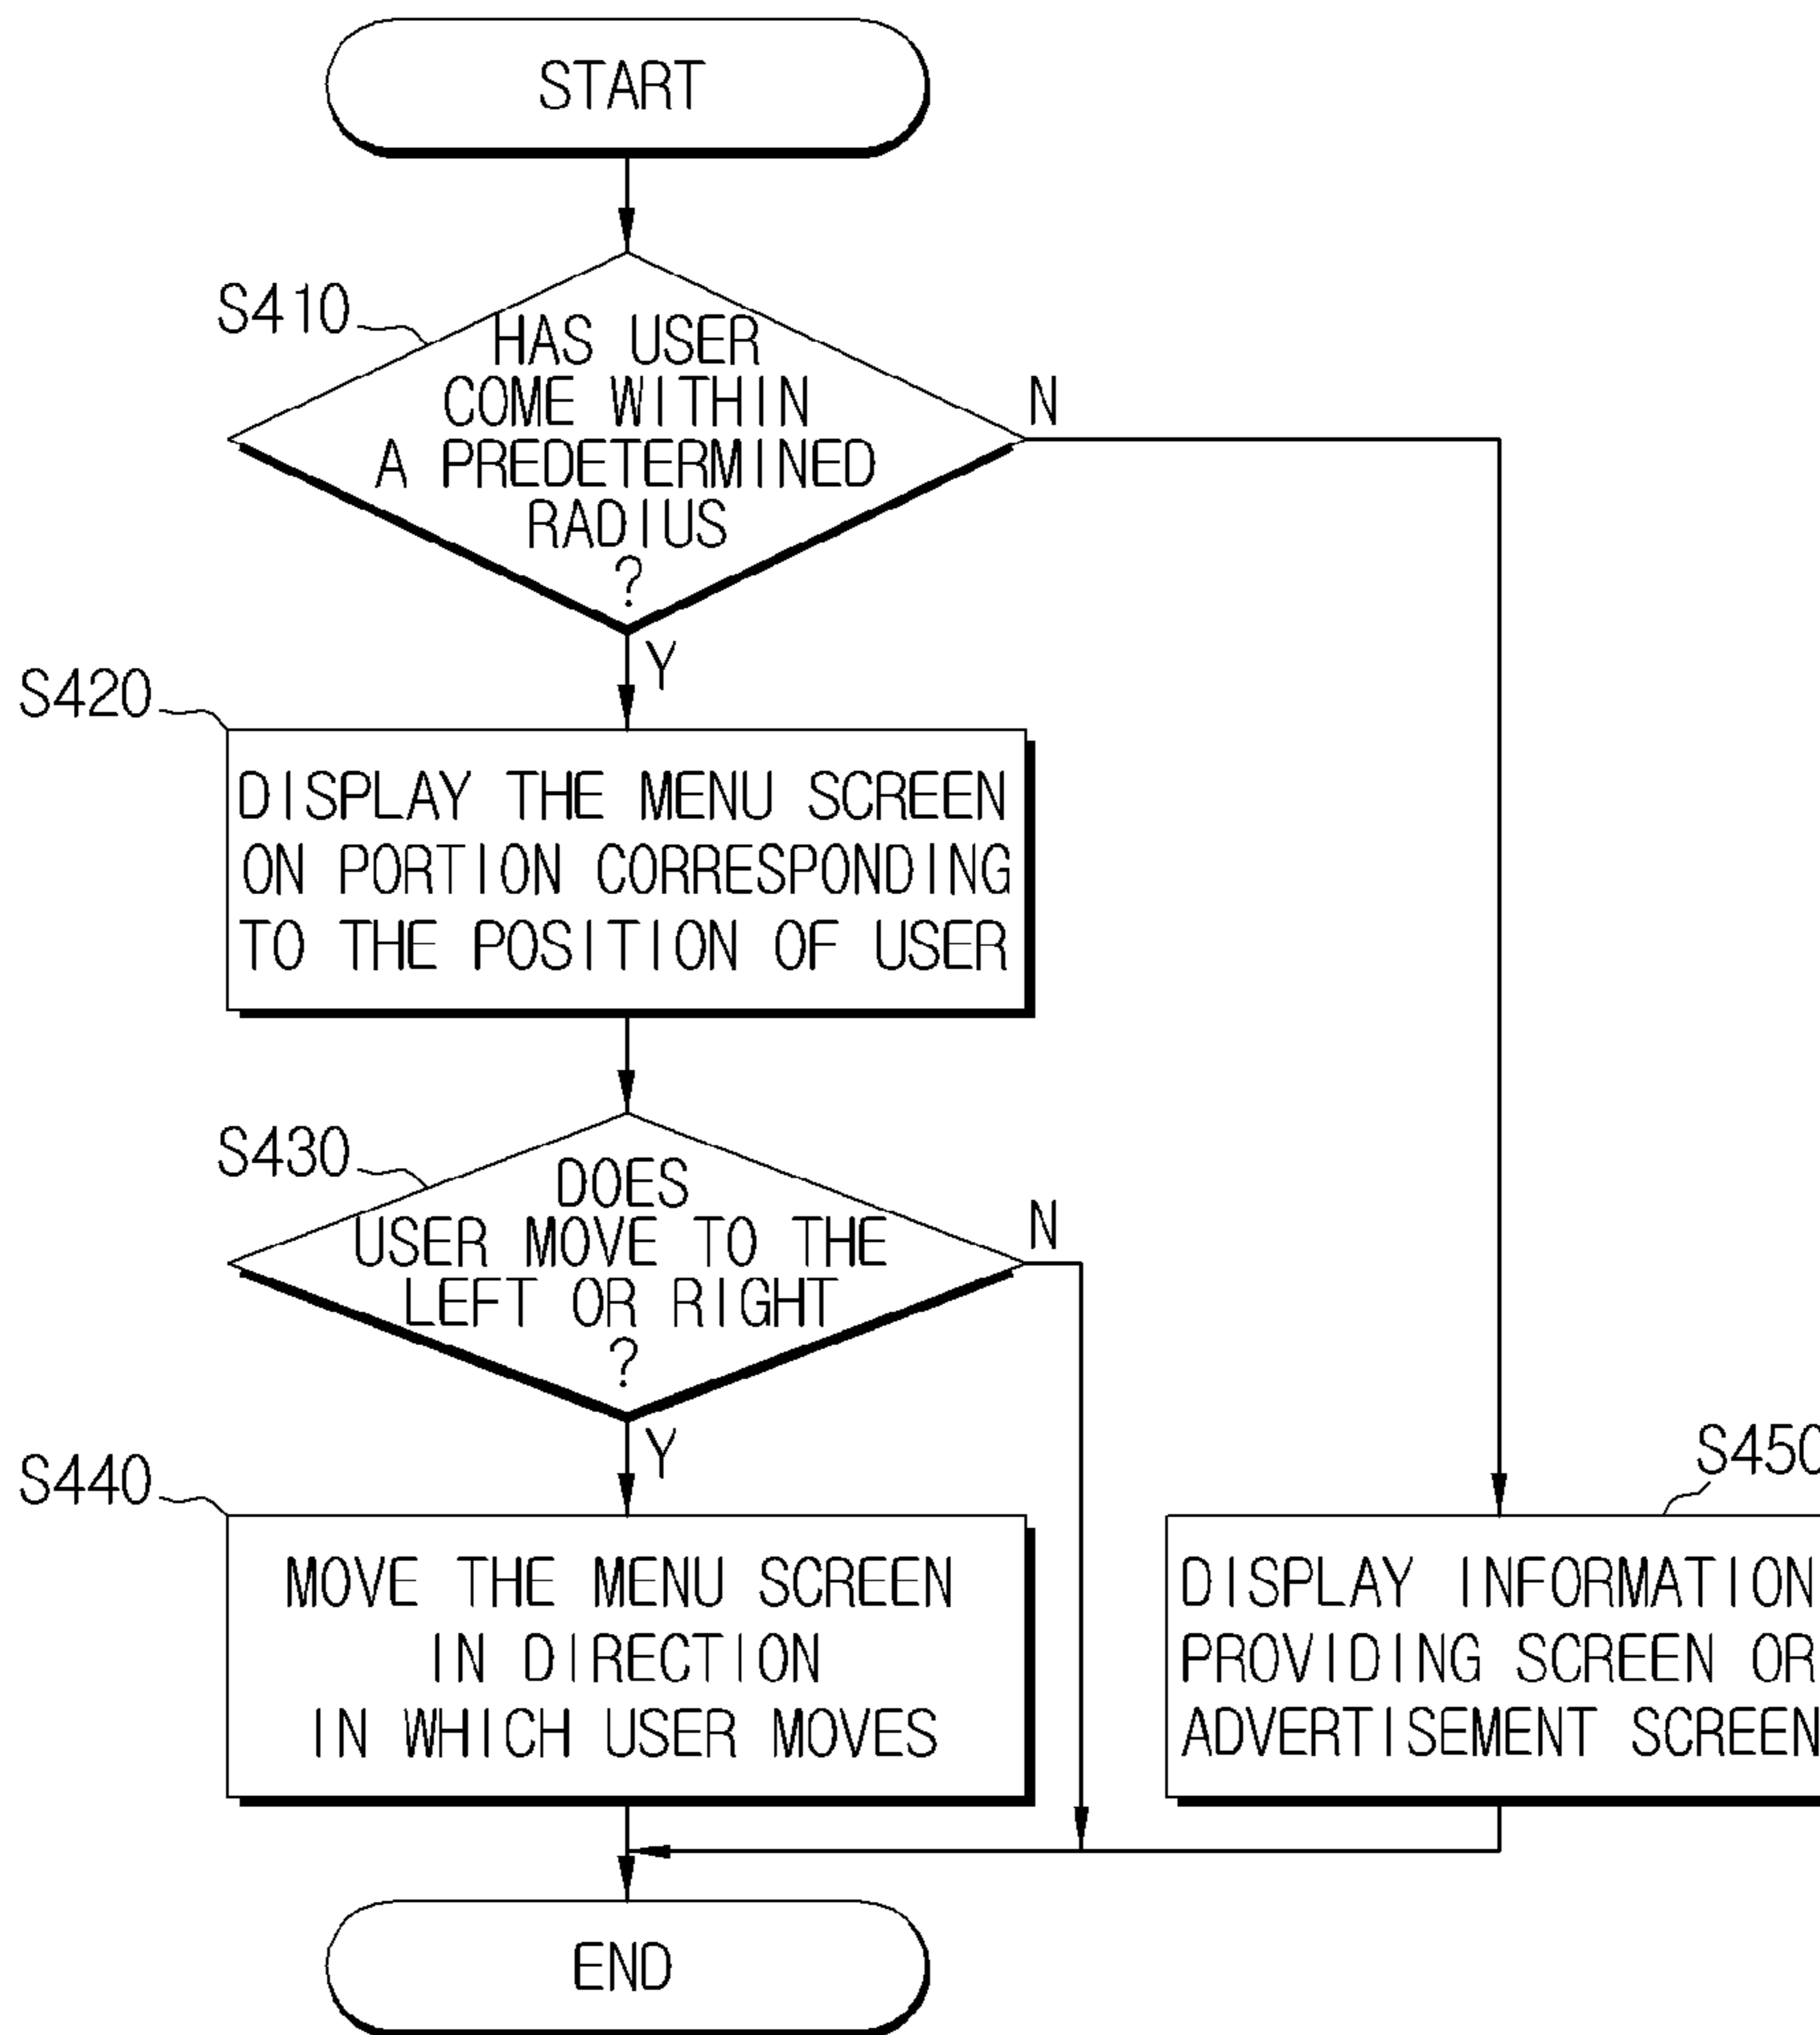 START
S410
HAS USER
COME WITHIN
A PREDETERMINED
RADIUS
?
N
Y
S420
DISPLAY THE MENU SCREEN
ON PORTION CORRESPONDING
TO THE POSITION OF USER
S430
DOES
USER MOVE TO THE
LEFT OR RIGHT
?
N
Y
S440
MOVE THE MENU SCREEN
IN DIRECTION
IN WHICH USER MOVES
S450
DISPLAY INFORMATION
PROVIDING SCREEN OR
ADVERTISEMENT SCREEN
END